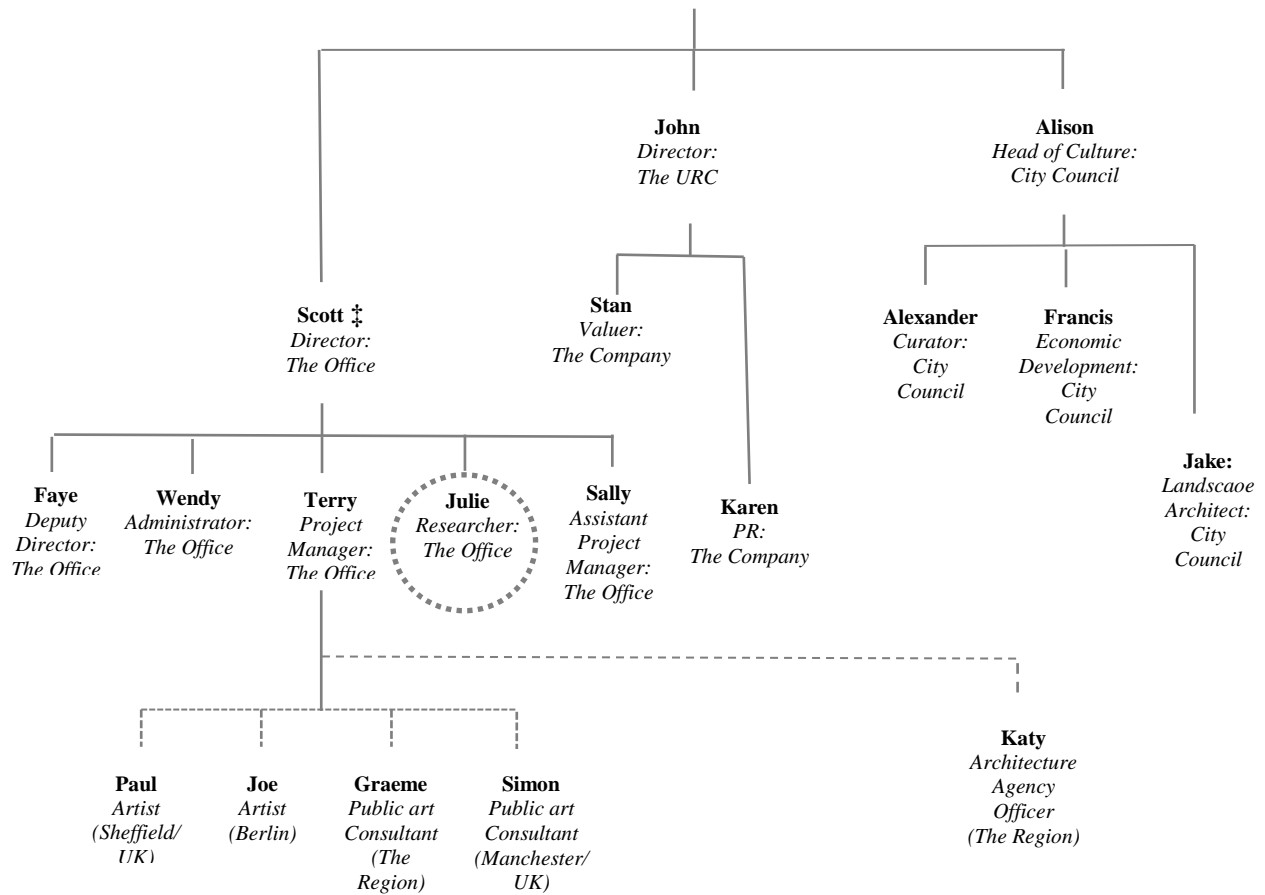 John
Director:
The URC
Alison
Head of Culture:
City Council
Scott ‡
Director:
The Office
Stan
Valuer:
The Company
Alexander
Curator:
City
Council
Francis
Economic
Development:
City
Council
Faye
Deputy
Director:
The Office
Wendy
Administrator:
The Office
Terry
Project
Manager:
The Office
Julie
Researcher:
The Office
Sally
Assistant
Project
Manager:
The Office
Karen
PR:
The Company
Jake:
Landscaoe
Architect:
City
Council
Paul
Artist
(Sheffield/
UK)
Joe
Artist
(Berlin)
Graeme
Public art
Consultant
(The
Region)
Simon
Public art
Consultant
(Manchester/
UK)
Katy
Architecture
Agency
Officer
(The Region)